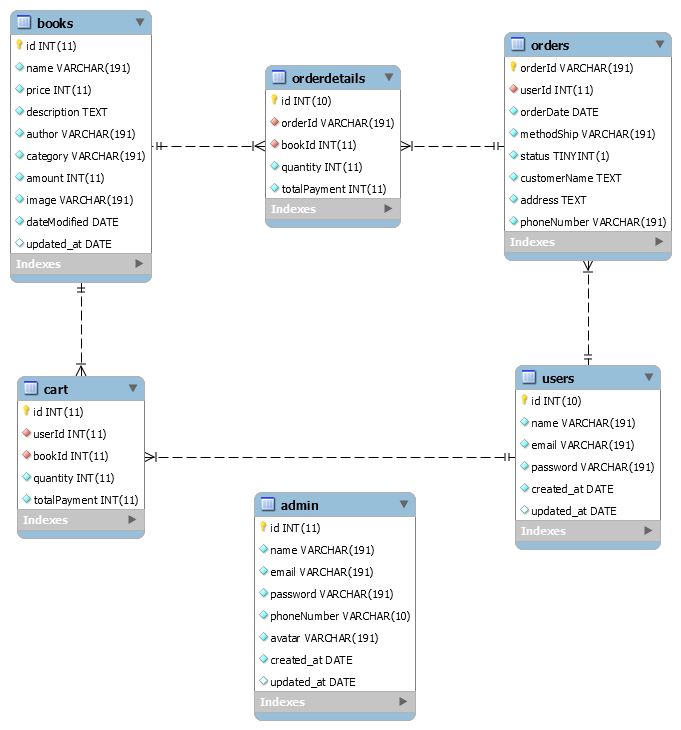 books
id INT(11)
name VARCHAR(191)
price INT(11)
description TEXT
author VARCHAR(191)
category VARCHAR(191)
amount INT(11)
image VARCHAR(191)
dateModified DATE
updated_at DATE
Indexes
orderdetails
id INT(10)
orderId VARCHAR(191)
bookId INT(11)
quantity INT(11)
totalPayment INT(11)
Indexes
orders
orderId VARCHAR(191)
userId INT(11)
orderDate DATE
methodShip VARCHAR(191)
status TINYINT(1)
customerName TEXT
address TEXT
phoneNumber VARCHAR(191)
Indexes
cart
id INT(11)
userId INT(11)
bookId INT(11)
quantity INT(11)
totalPayment INT(11)
Indexes
users
id INT(10)
name VARCHAR(191)
email VARCHAR(191)
password VARCHAR(191)
created_at DATE
updated_at DATE
Indexes
admin
id INT(11)
name VARCHAR(191)
email VARCHAR(191)
password VARCHAR(191)
phoneNumber VARCHAR(10)
avatar VARCHAR(191)
created_at DATE
updated_at DATE
Indexes